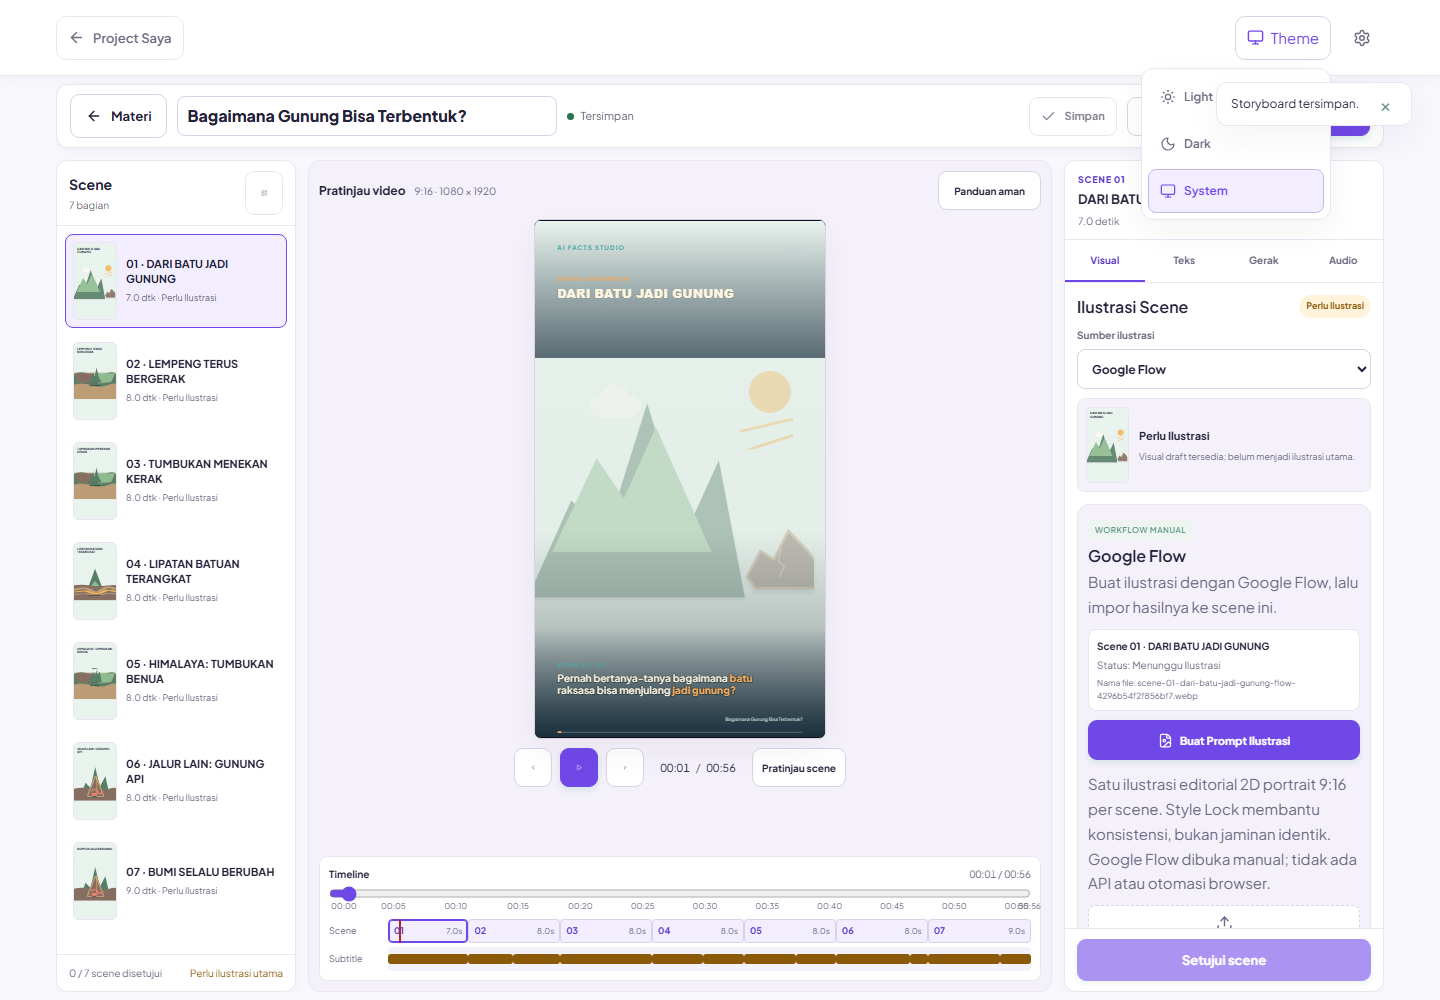 Project Saya
Theme
Light
Dark
System
Storyboard tersimpan.
Materi
Bagaimana Gunung Bisa Terbentuk?
Tersimpan
Simpan
Scene
7 bagian
01 · DARI BATU JADI
GUNUNG
7.0 dtk · Perlu Ilustrasi
02 · LEMPENG TERUS
BERGERAK
8.0 dtk · Perlu Ilustrasi
03 · TUMBUKAN MENEKAN
KERAK
8.0 dtk · Perlu Ilustrasi
04 · LIPATAN BATUAN
TERANGKAT
8.0 dtk · Perlu Ilustrasi
05 · HIMALAYA: TUMBUKAN
BENUA
8.0 dtk · Perlu Ilustrasi
06 · JALUR LAIN: GUNUNG
API
8.0 dtk · Perlu Ilustrasi
07 · BUMI SELALU BERUBAH
9.0 dtk · Perlu Ilustrasi
0 / 7 scene disetujui
Perlu ilustrasi utama
Pratinjau video
9:16 · 1080 × 1920
Panduan aman
AI FACTS STUDIO
DARI BATU JADI GUNUNG
Pernah bertanya-tanya bagaimana batu
raksasa bisa menjulang jadi gunung?
Bagaimana Gunung Bisa Terbentuk?
00:01 / 00:56
Pratinjau scene
Timeline
00:01 / 00:56
00:00 00:05 00:10 00:15 00:20 00:25 00:30 00:35 00:40 00:45 00:50 00:55 00:56
Scene
01 7.0s 02 8.0s 03 8.0s 04 8.0s 05 8.0s 06 8.0s 07 9.0s
Subtitle
SCENE 01
DARI BATU
7.0 detik
Visual
Teks
Gerak
Audio
Ilustrasi Scene
Perlu Ilustrasi
Sumber ilustrasi
Google Flow
Perlu Ilustrasi
Visual draft tersedia; belum menjadi ilustrasi utama.
WORKFLOW MANUAL
Google Flow
Buat ilustrasi dengan Google Flow, lalu
impor hasilnya ke scene ini.
Scene 01 · DARI BATU JADI GUNUNG
Status: Menunggu Ilustrasi
Nama file: scene-01-dari-batu-jadi-gunung-flow-
4296b54f2f856bf7.webp
Buat Prompt Ilustrasi
Satu ilustrasi editorial 2D portrait 9:16
per scene. Style Lock membantu
konsistensi, bukan jaminan identik.
Google Flow dibuka manual; tidak ada
API atau otomasi browser.
Setujui scene